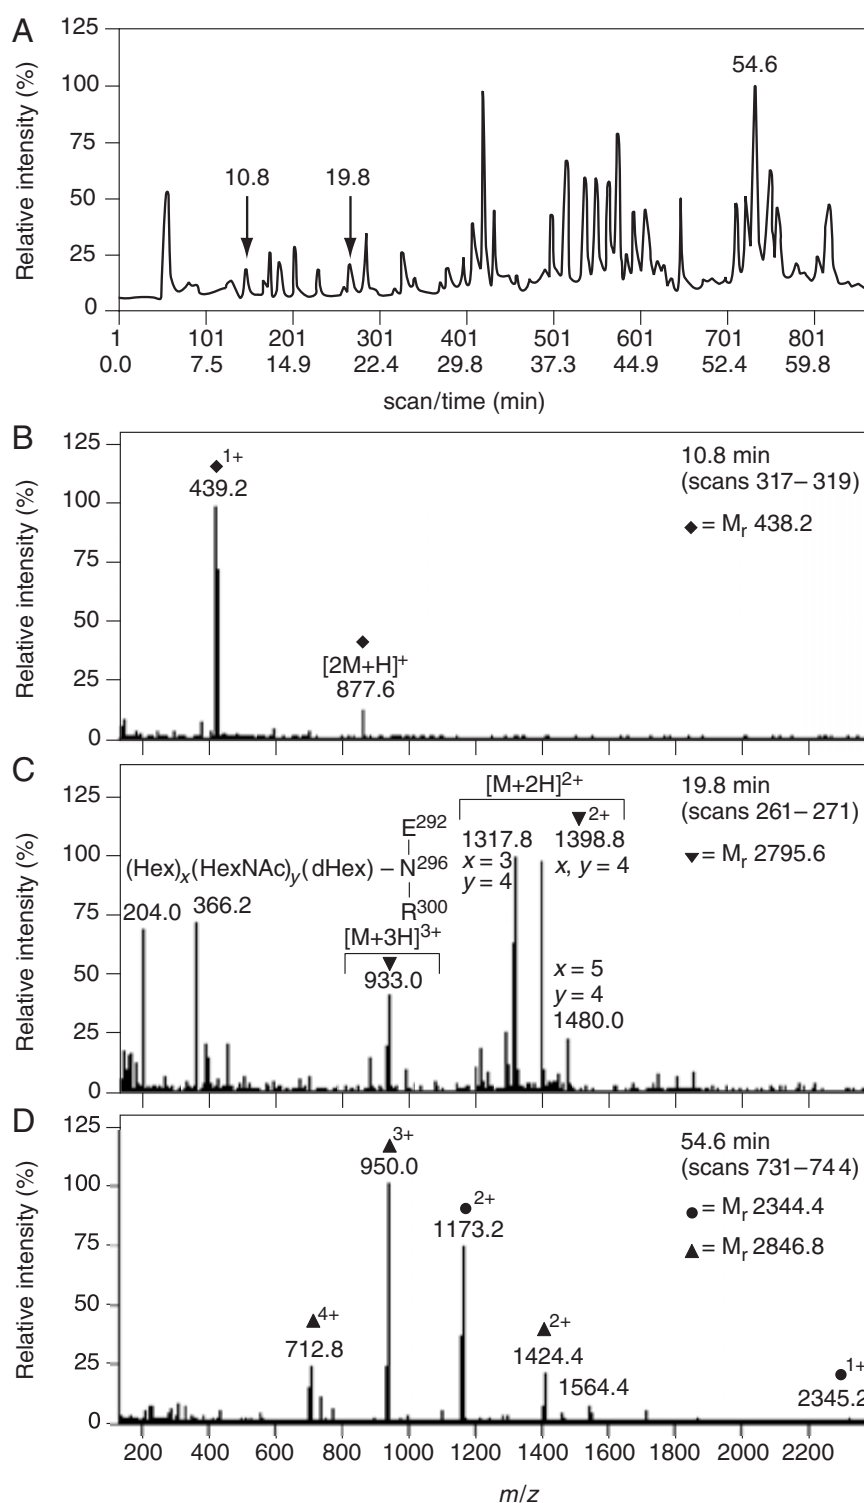 A
Relative intensity (%)
125
100
75
50
25
0
10.8
19.8
54.6
1 101 201 301 401 501 601 701 801
0.0 7.5 14.9 22.4 29.8 37.3 44.9 52.4 59.8
scan/time (min)
B
Relative intensity (%)
125
100
75
50
25
0
◆1+
439.2
◆
[2M+H]+
877.6
10.8 min
(scans 317–319)
◆ = Mr 438.2
C
Relative intensity (%)
125
100
75
50
25
0
[M+2H]2+
E292
1317.8
x = 3
y = 4
▼2+
1398.8
x, y = 4
(Hex)x(HexNAc)y(dHex) – N296
R300
204.0
366.2
[M+3H]3+
▼
933.0
x = 5
y = 4
1480.0
19.8 min
(scans 261–271)
▼ = Mr 2795.6
D
Relative intensity (%)
125
100
75
50
25
0
▲4+
712.8
▲3+
950.0
●2+
1173.2
▲2+
1424.4
1564.4
●1+
2345.2
54.6 min
(scans 731–744)
● = Mr 2344.4
▲ = Mr 2846.8
200 400 600 800 1000 1200 1400 1600 1800 2000 2200
m/z